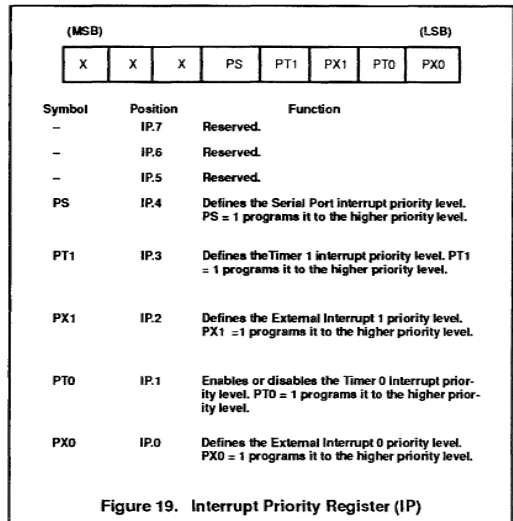 (MSB) (LSB)
X X X PS PT1 PX1 PT0 PX0
Symbol Position Function
– IP.7 Reserved.
– IP.6 Reserved.
– IP.5 Reserved.
PS IP.4 Defines the Serial Port interrupt priority level.
PS = 1 programs it to the higher priority level.
PT1 IP.3 Defines theTimer 1 interrupt priority level. PT1
= 1 programs it to the higher priority level.
PX1 IP.2 Defines the External Interrupt 1 priority level.
PX1 =1 programs it to the higher priority level.
PT0 IP.1 Enables or disables the Timer 0 interrupt prior-
ity level. PT0 = 1 programs it to the higher prior-
ity level.
PX0 IP.0 Defines the External Interrupt 0 priority level.
PX0 = 1 programs it to the higher priority level.
Figure 19. Interrupt Priority Register (IP)